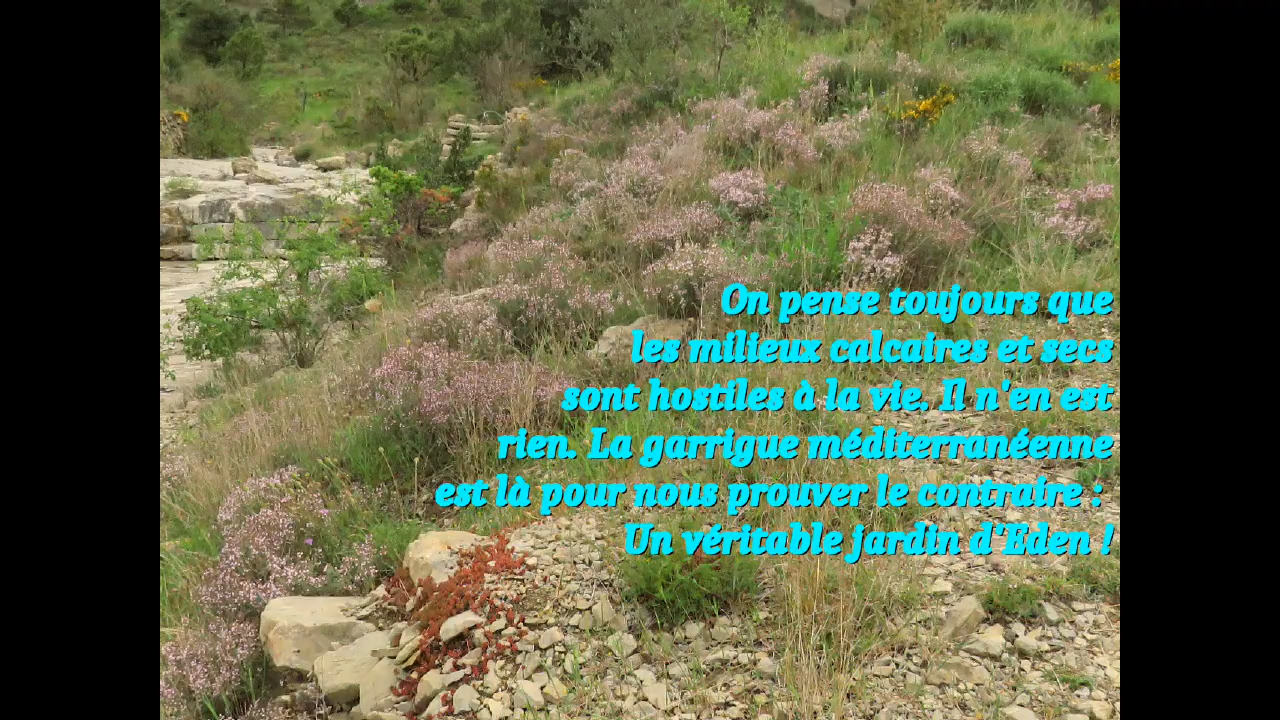 On pense toujours que
les milieux calcaires et secs
sont hostiles à la vie. Il n'en est
rien. La garrigue méditerranéenne
est là pour nous prouver le contraire :
Un véritable jardin d'Eden !